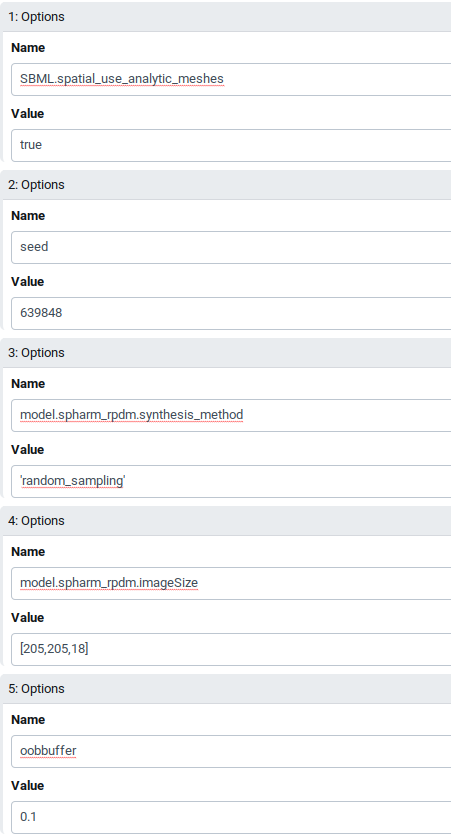 1: Options
Name
SBML.spatial_use_analytic_meshes
Value
true
2: Options
Name
seed
Value
639848
3: Options
Name
model.spharm_rpdm.synthesis_method
Value
'random_sampling'
4: Options
Name
model.spharm_rpdm.imageSize
Value
[205,205,18]
5: Options
Name
oobbuffer
Value
0.1